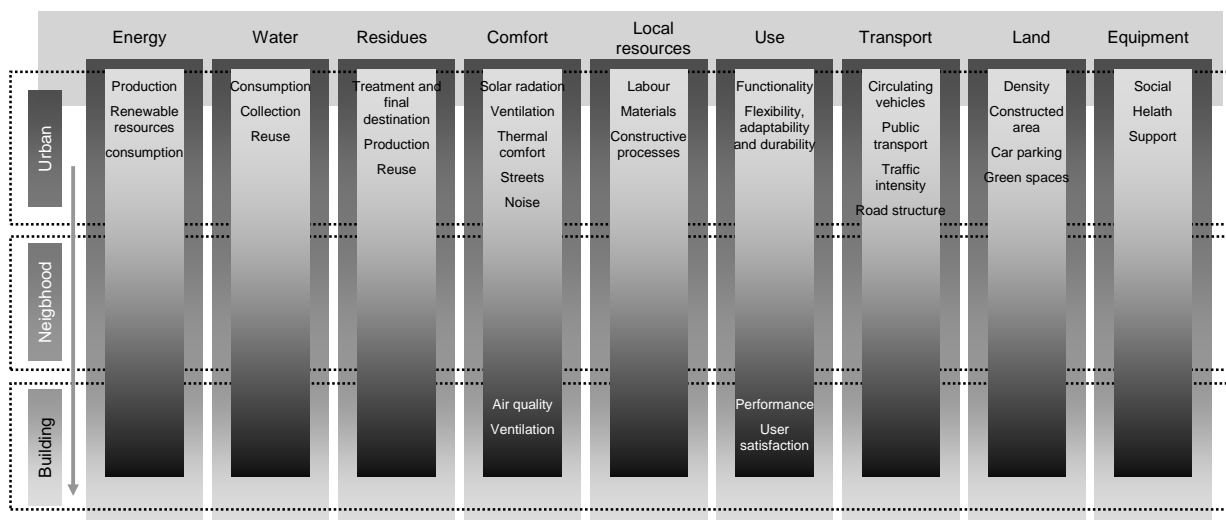 Energy
Water
Residues
Comfort
Local
resources
Use
Transport
Land
Equipment
Urban
Production
Renewable
resources
consumption
Consumption
Collection
Reuse
Treatment and
final
destination
Production
Reuse
Solar radation
Ventilation
Thermal
comfort
Streets
Noise
Labour
Materials
Constructive
processes
Functionality
Flexibility,
adaptability
and durability
Circulating
vehicles
Public
transport
Traffic
intensity
Road structure
Density
Constructed
area
Car parking
Green spaces
Social
Helath
Support
Neigbhood
Building
Air quality
Ventilation
Performance
User
satisfaction